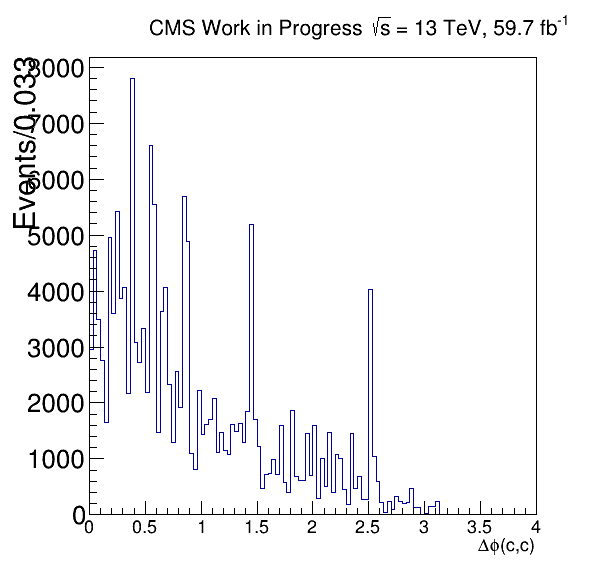 CMS Work in Progress √s = 13 TeV, 59.7 fb⁻¹
Events/0.033
8000
7000
6000
5000
4000
3000
2000
1000
0
0 0.5 1 1.5 2 2.5 3 3.5 4
Δϕ(c,c)